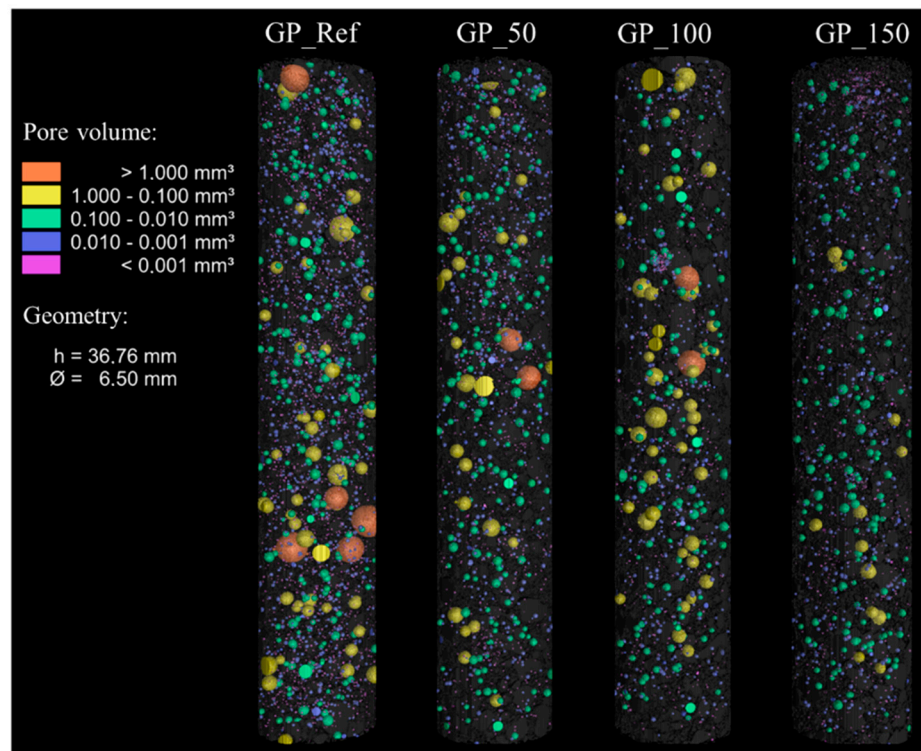 GP_Ref GP_50 GP_100 GP_150
Pore volume:
> 1.000 mm³
1.000 - 0.100 mm³
0.100 - 0.010 mm³
0.010 - 0.001 mm³
< 0.001 mm³
Geometry:
h = 36.76 mm
Ø = 6.50 mm